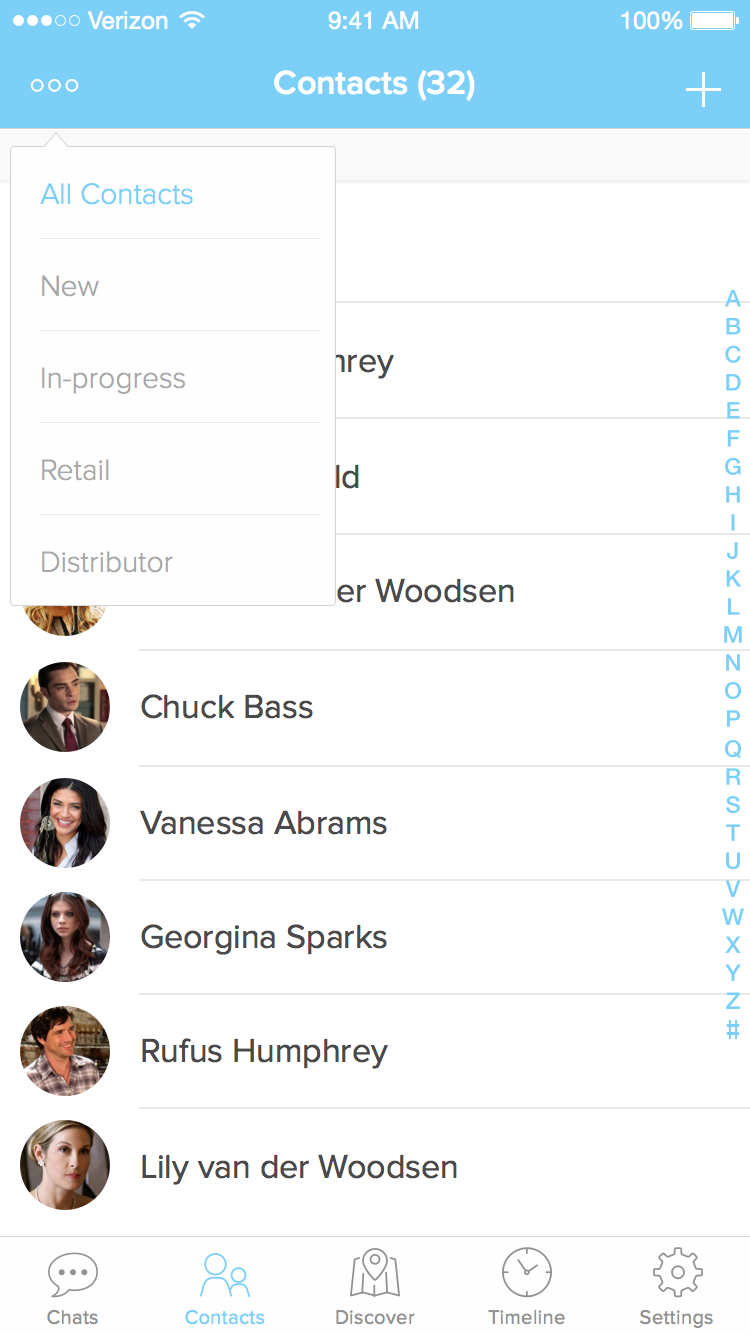 Verizon 9:41 AM 100%
Contacts (32)
All Contacts
New
In-progress
hrey
Retail
ld
Distributor
er Woodsen
Chuck Bass
Vanessa Abrams
Georgina Sparks
Rufus Humphrey
Lily van der Woodsen
A
B
C
D
E
F
G
H
I
J
K
L
M
N
O
P
Q
R
S
T
U
V
W
X
Y
Z
#
Chats Contacts Discover Timeline Settings